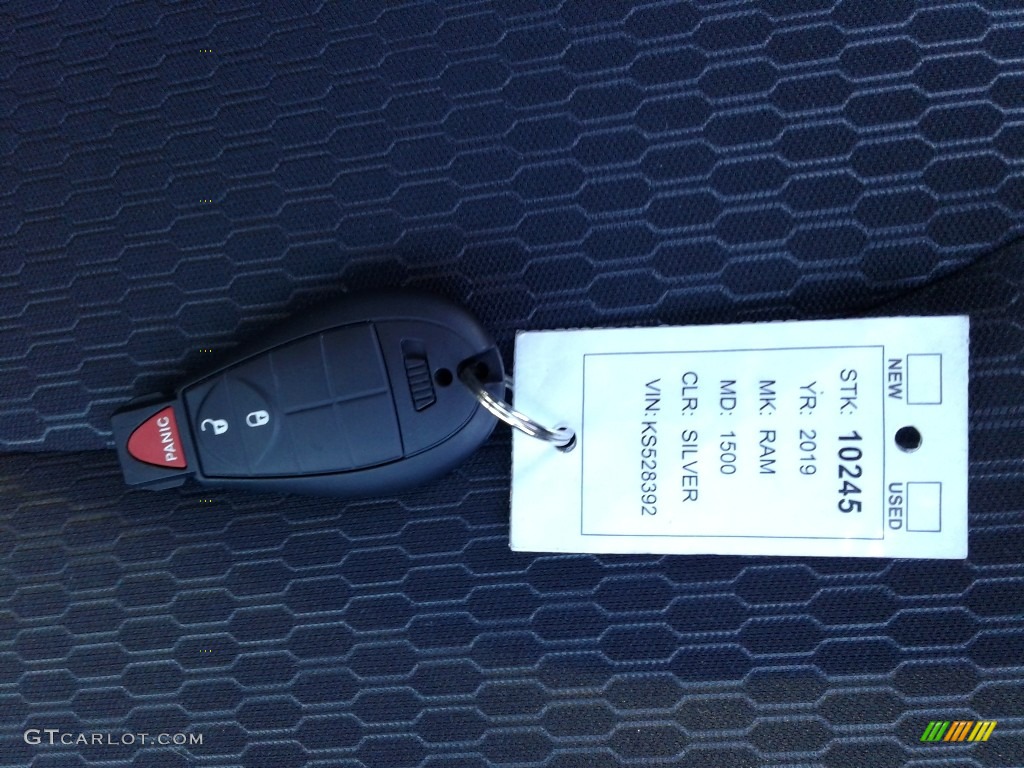 NEW USED
STK: 10245
YR: 2019
MK: RAM
MD: 1500
CLR: SILVER
VIN: KS528392
PANIC
GTCARLOT.COM